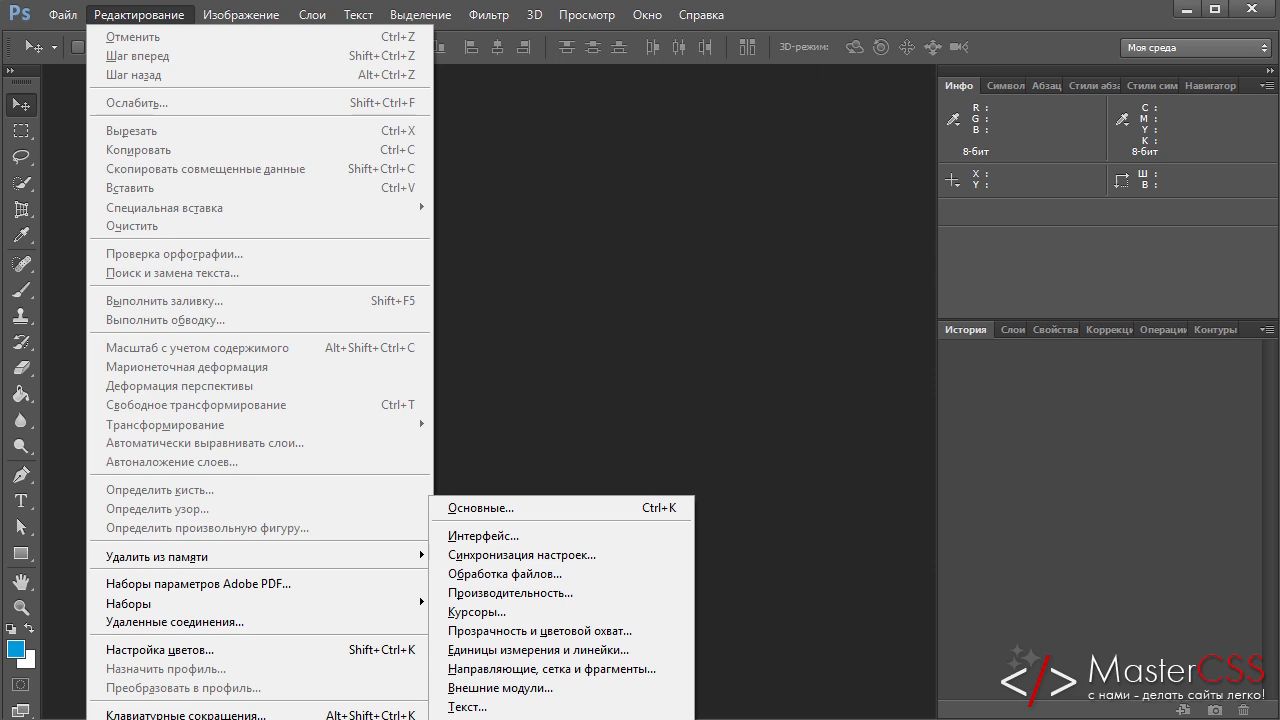 Ps Файл Редактирование Изображение Слои Текст Выделение Фильтр 3D Просмотр Окно Справка
3D-режим: Моя среда
Отменить Ctrl+Z
Шаг вперед Shift+Ctrl+Z
Шаг назад Alt+Ctrl+Z
Ослабить... Shift+Ctrl+F
Вырезать Ctrl+X
Копировать Ctrl+C
Скопировать совмещенные данные Shift+Ctrl+C
Вставить Ctrl+V
Специальная вставка
Очистить
Проверка орфографии...
Поиск и замена текста...
Выполнить заливку... Shift+F5
Выполнить обводку...
Масштаб с учетом содержимого Alt+Shift+Ctrl+C
Марионеточная деформация
Деформация перспективы
Свободное трансформирование Ctrl+T
Трансформирование
Автоматически выравнивать слои...
Автоналожение слоев...
Определить кисть...
Определить узор...
Определить произвольную фигуру...
Удалить из памяти
Наборы параметров Adobe PDF...
Наборы
Удаленные соединения...
Настройка цветов... Shift+Ctrl+K
Назначить профиль...
Преобразовать в профиль...
Клавиатурные сокращения... Alt+Shift+Ctrl+K
Основные... Ctrl+K
Интерфейс...
Синхронизация настроек...
Обработка файлов...
Производительность...
Курсоры...
Прозрачность и цветовой охват...
Единицы измерения и линейки...
Направляющие, сетка и фрагменты...
Внешние модули...
Текст...
Инфо Символ Абзац Стили абза Стили сим Навигатор
R : C :
G : M :
B : Y :
K :
8-бит 8-бит
X : Ш :
Y : В :
История Слои Свойства Коррекци Операции Контуры
</> MasterCSS
с нами - делать сайты легко!